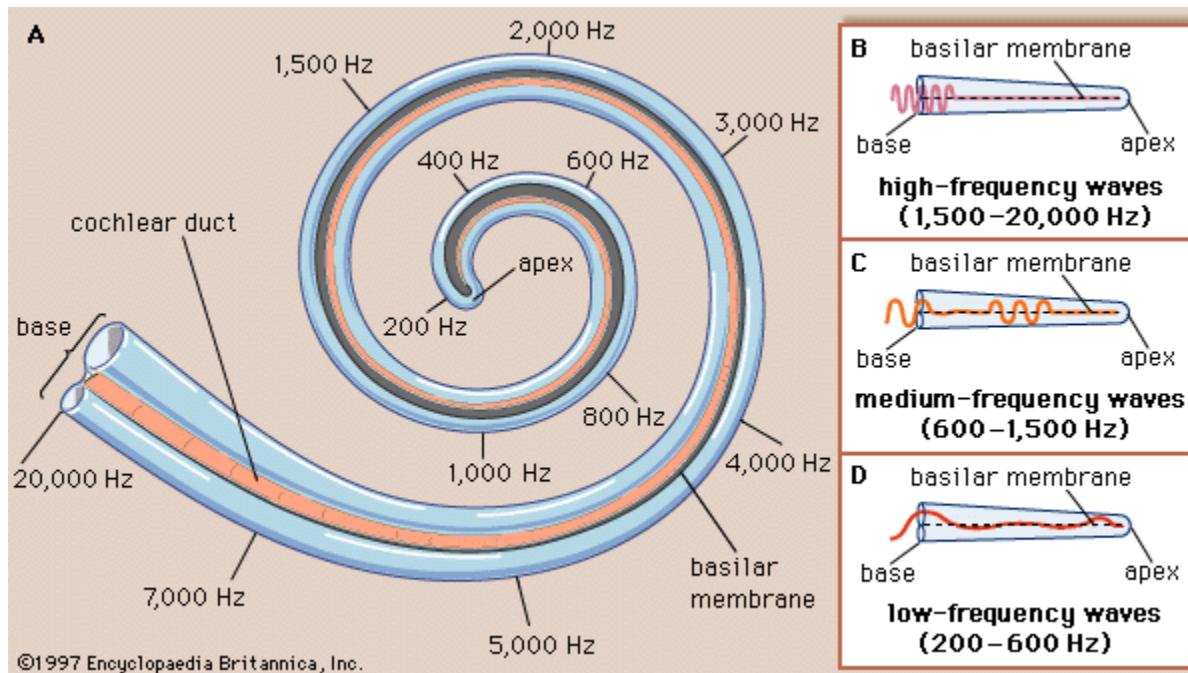 A
2,000 Hz
1,500 Hz
3,000 Hz
400 Hz
600 Hz
cochlear duct
apex
200 Hz
base
800 Hz
1,000 Hz
4,000 Hz
20,000 Hz
7,000 Hz
basilar
membrane
5,000 Hz
©1997 Encyclopaedia Britannica, Inc.
B
basilar membrane
base
apex
high-frequency waves
(1,500–20,000 Hz)
C
basilar membrane
base
apex
medium-frequency waves
(600–1,500 Hz)
D
basilar membrane
base
apex
low-frequency waves
(200–600 Hz)